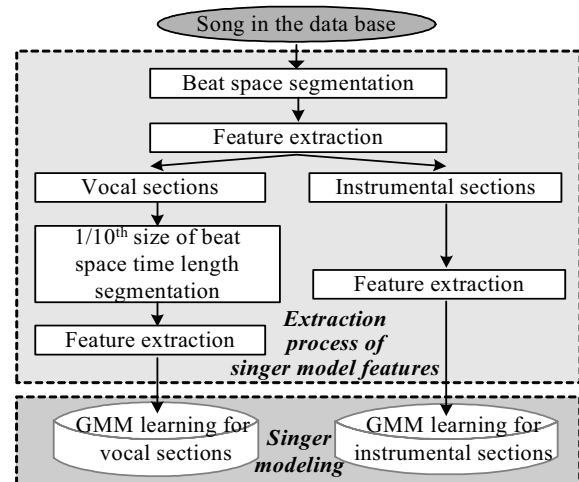 Song in the data base
Beat space segmentation
Feature extraction
Vocal sections
Instrumental sections
1/10th size of beat
space time length
segmentation
Feature extraction
Feature extraction
Extraction
process of
singer model features
GMM learning for
vocal sections
Singer
modeling
GMM learning for
instrumental sections